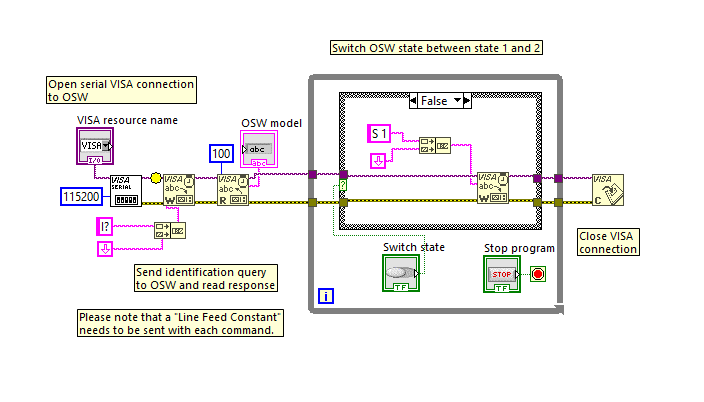 Switch OSW state between state 1 and 2
Open serial VISA connection
to OSW
VISA resource name
VISA
I/O
OSW model
abc
abc
100
False
S 1
VISA
SERIAL
115200
VISA
abc
W
VISA
abc
R
I?
?
VISA
abc
W
VISA
C
Switch state
TF
Stop program
STOP
TF
Close VISA
connection
Send identification query
to OSW and read response
i
Please note that a "Line Feed Constant"
needs to be sent with each command.